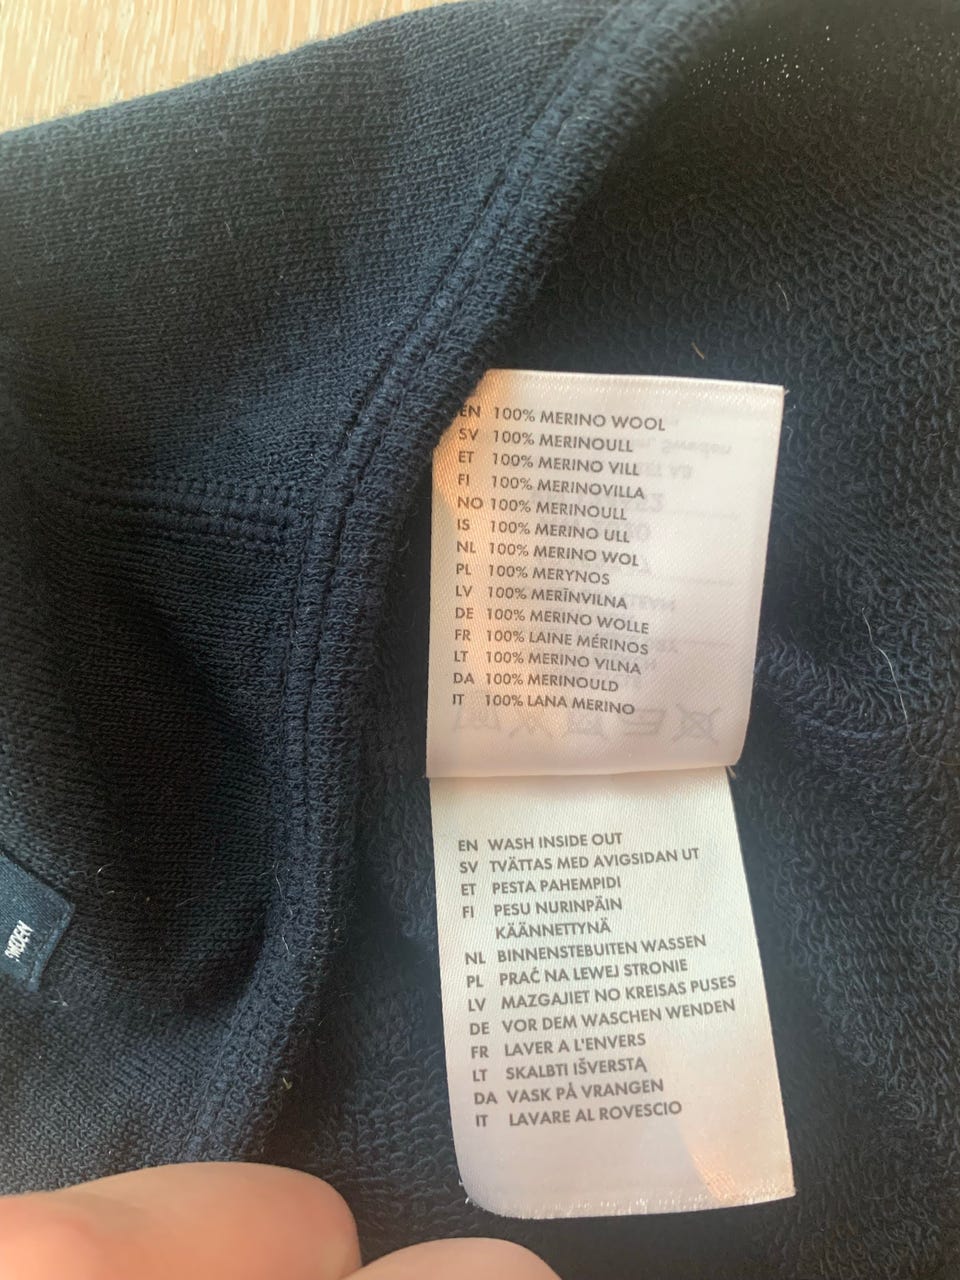 EN 100% MERINO WOOL
SV 100% MERINOULL
ET 100% MERINO VILL
FI 100% MERINOVILLA
NO 100% MERINOULL
IS 100% MERINO ULL
NL 100% MERINO WOL
PL 100% MERYNOS
LV 100% MERĪNVILNA
DE 100% MERINO WOLLE
FR 100% LAINE MÉRINOS
LT 100% MERINO VILNA
DA 100% MERINOULD
IT 100% LANA MERINO
EN WASH INSIDE OUT
SV TVÄTTAS MED AVIGSIDAN UT
ET PESTA PAHEMPIDI
FI PESU NURINPÄIN
KÄÄNNETTYNÄ
NL BINNENSTEBUITEN WASSEN
PL PRAĆ NA LEWEJ STRONIE
LV MAZGAJIET NO KREISAS PUSES
DE VOR DEM WASCHEN WENDEN
FR LAVER A L'ENVERS
LT SKALBTI IŠVERSTĄ
DA VASK PÅ VRANGEN
IT LAVARE AL ROVESCIO
SWEDEN